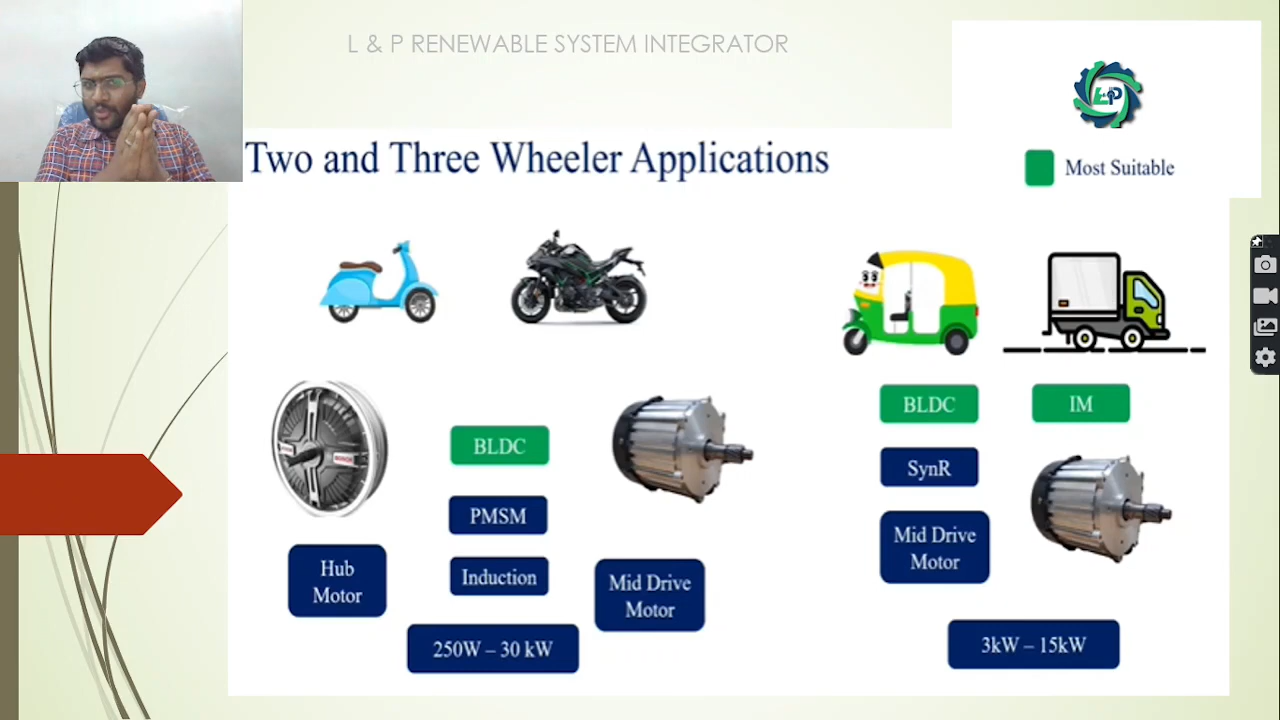 L & P RENEWABLE SYSTEM INTEGRATOR
L&P
Two and Three Wheeler Applications
Most Suitable
BLDC
PMSM
Induction
Hub
Motor
Mid Drive
Motor
250W – 30 kW
BLDC
IM
SynR
Mid Drive
Motor
3kW – 15kW